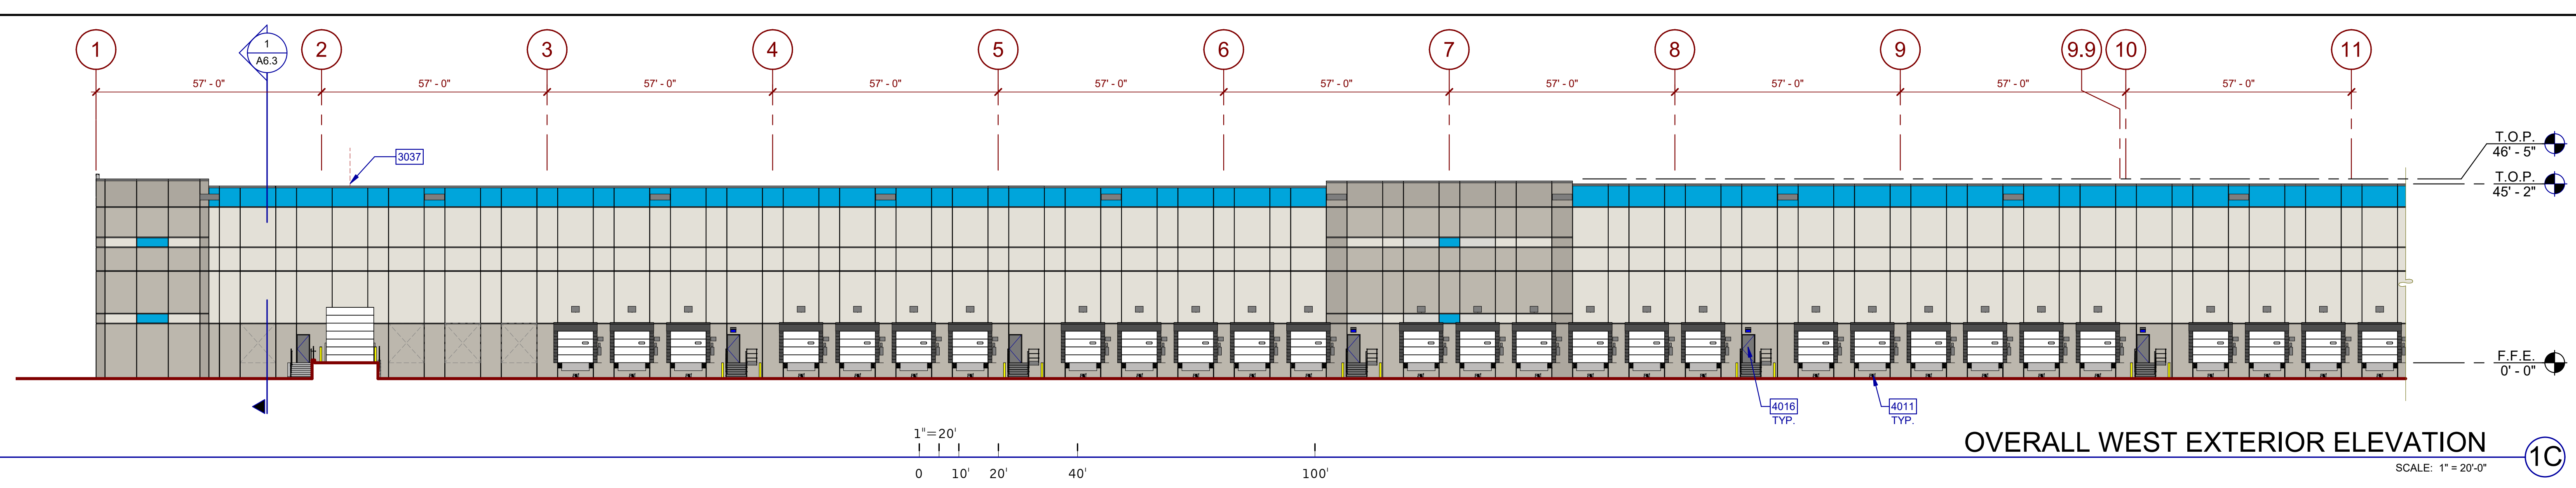 1 2 3 4 5 6 7 8 9 9.9 10 11
1
A6.3
57' - 0" 57' - 0" 57' - 0" 57' - 0" 57' - 0" 57' - 0" 57' - 0" 57' - 0" 57' - 0" 57' - 0"
3037
T.O.P.
46' - 5"
T.O.P.
45' - 2"
F.F.E.
0' - 0"
4016
TYP.
4011
TYP.
1"=20'
0 10' 20' 40' 100'
OVERALL WEST EXTERIOR ELEVATION
SCALE: 1" = 20'-0"
1C